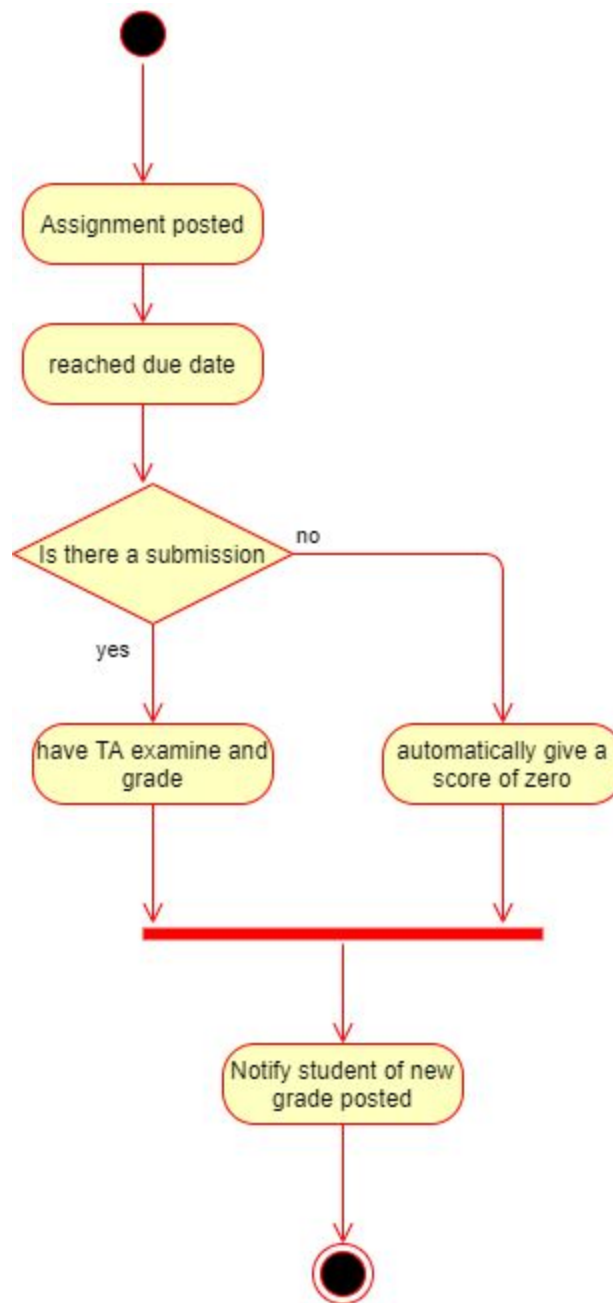 Assignment posted
reached due date
Is there a submission
no
yes
have TA examine and
grade
automatically give a
score of zero
Notify student of new
grade posted